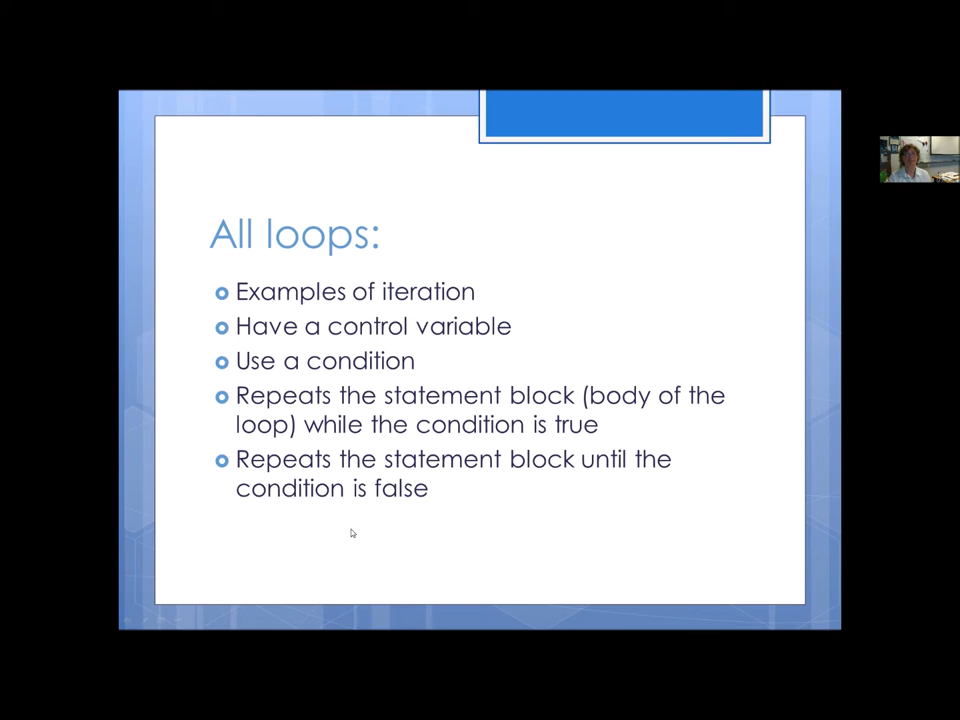 All loops:
Examples of iteration
Have a control variable
Use a condition
Repeats the statement block (body of the
loop) while the condition is true
Repeats the statement block until the
condition is false